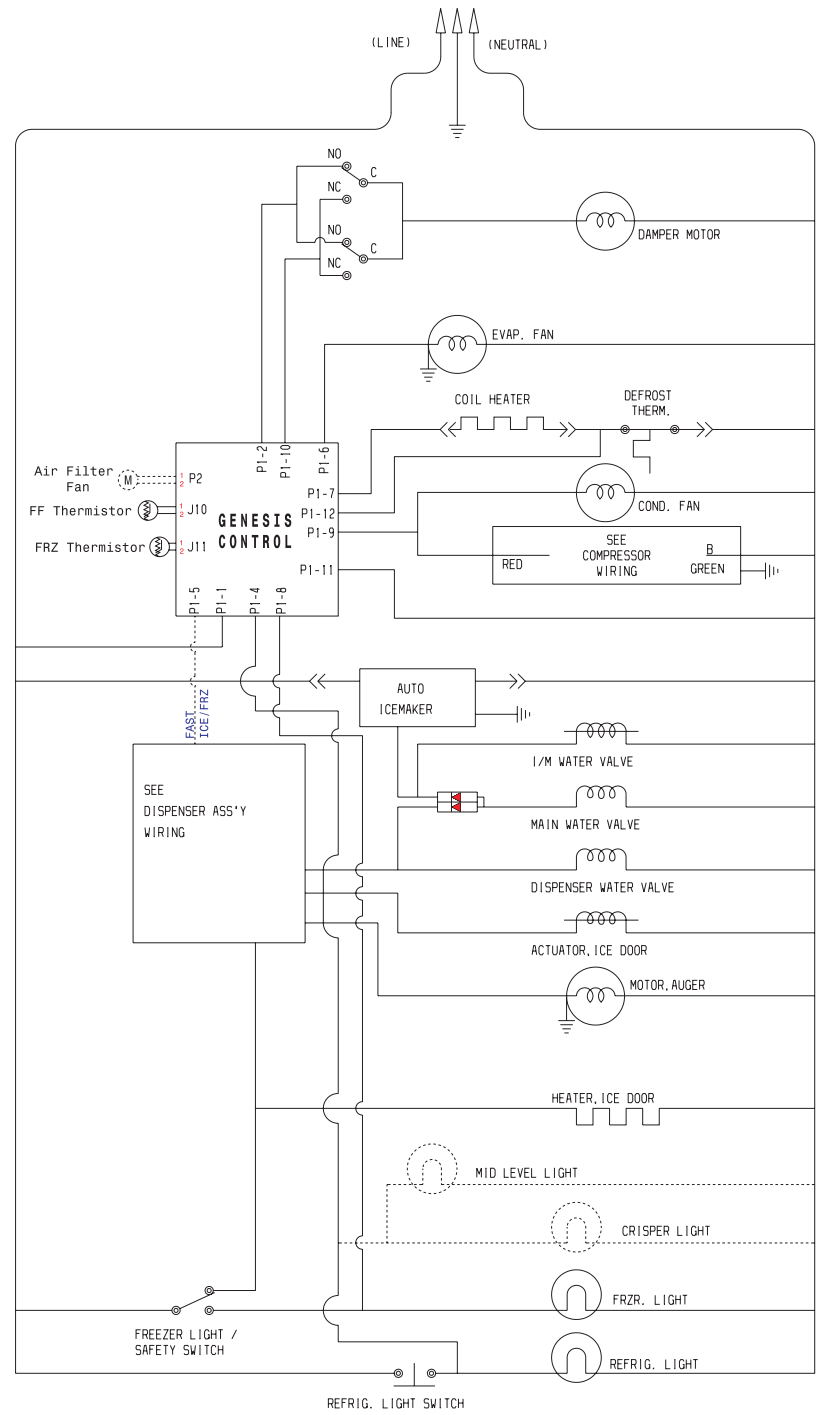 (LINE)
(NEUTRAL)
NO
C
NC
NO
C
NC
DAMPER MOTOR
EVAP. FAN
COIL HEATER
DEFROST
THERM.
P1-2
P1-10
P1-6
Air Filter
Fan
M
1
2
P2
P1-7
FF Thermistor
1
2
J10
P1-12
COND. FAN
GENESIS
CONTROL
P1-9
FRZ Thermistor
1
2
J11
SEE
COMPRESSOR
WIRING
RED
B
GREEN
P1-11
P1-5
P1-1
P1-4
P1-8
FAST
ICE/FRZ
AUTO
ICEMAKER
I/M WATER VALVE
SEE
DISPENSER ASS'Y
WIRING
MAIN WATER VALVE
DISPENSER WATER VALVE
ACTUATOR,ICE DOOR
MOTOR,AUGER
HEATER,ICE DOOR
MID LEVEL LIGHT
CRISPER LIGHT
FRZR. LIGHT
FREEZER LIGHT /
SAFETY SWITCH
REFRIG. LIGHT
REFRIG. LIGHT SWITCH